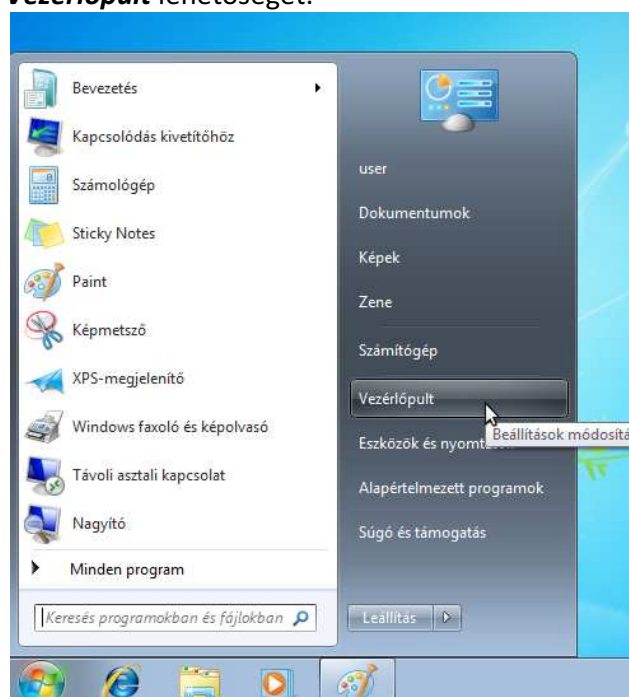 Vezérlőpult lehetőséget.
Bevezetés
Kapcsolódás kivetítőhöz
Számológép
Sticky Notes
Paint
Képmetsző
XPS-megjelenítő
Windows faxoló és képolvasó
Távoli asztali kapcsolat
Nagyító
Minden program
Keresés programokban és fájlokban
user
Dokumentumok
Képek
Zene
Számítógép
Vezérlőpult
Beállítások
Eszközök és
Alapértelmezett programok
Súgó és támogatás
Leállítás